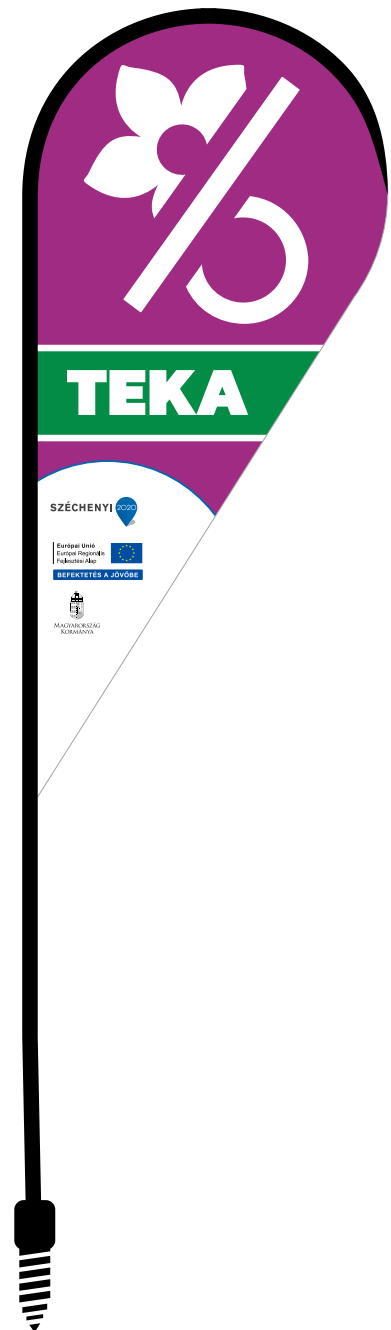 TEKA
SZÉCHENYI 2020
Európai Unió
Európai Regionális
Fejlesztési Alap
BEFEKTETÉS A JÖVŐBE
MAGYARORSZÁG
KORMÁNYA